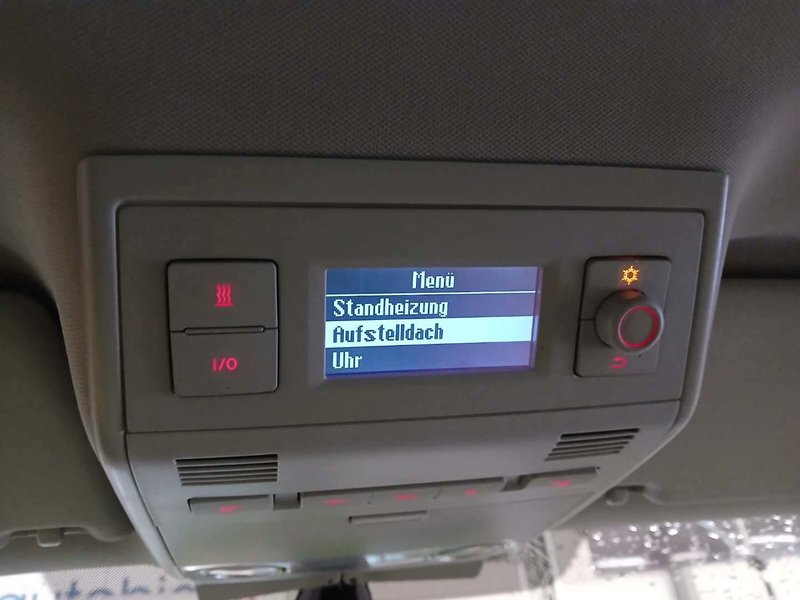 Menü
Standheizung
Aufstelldach
Uhr
I/O